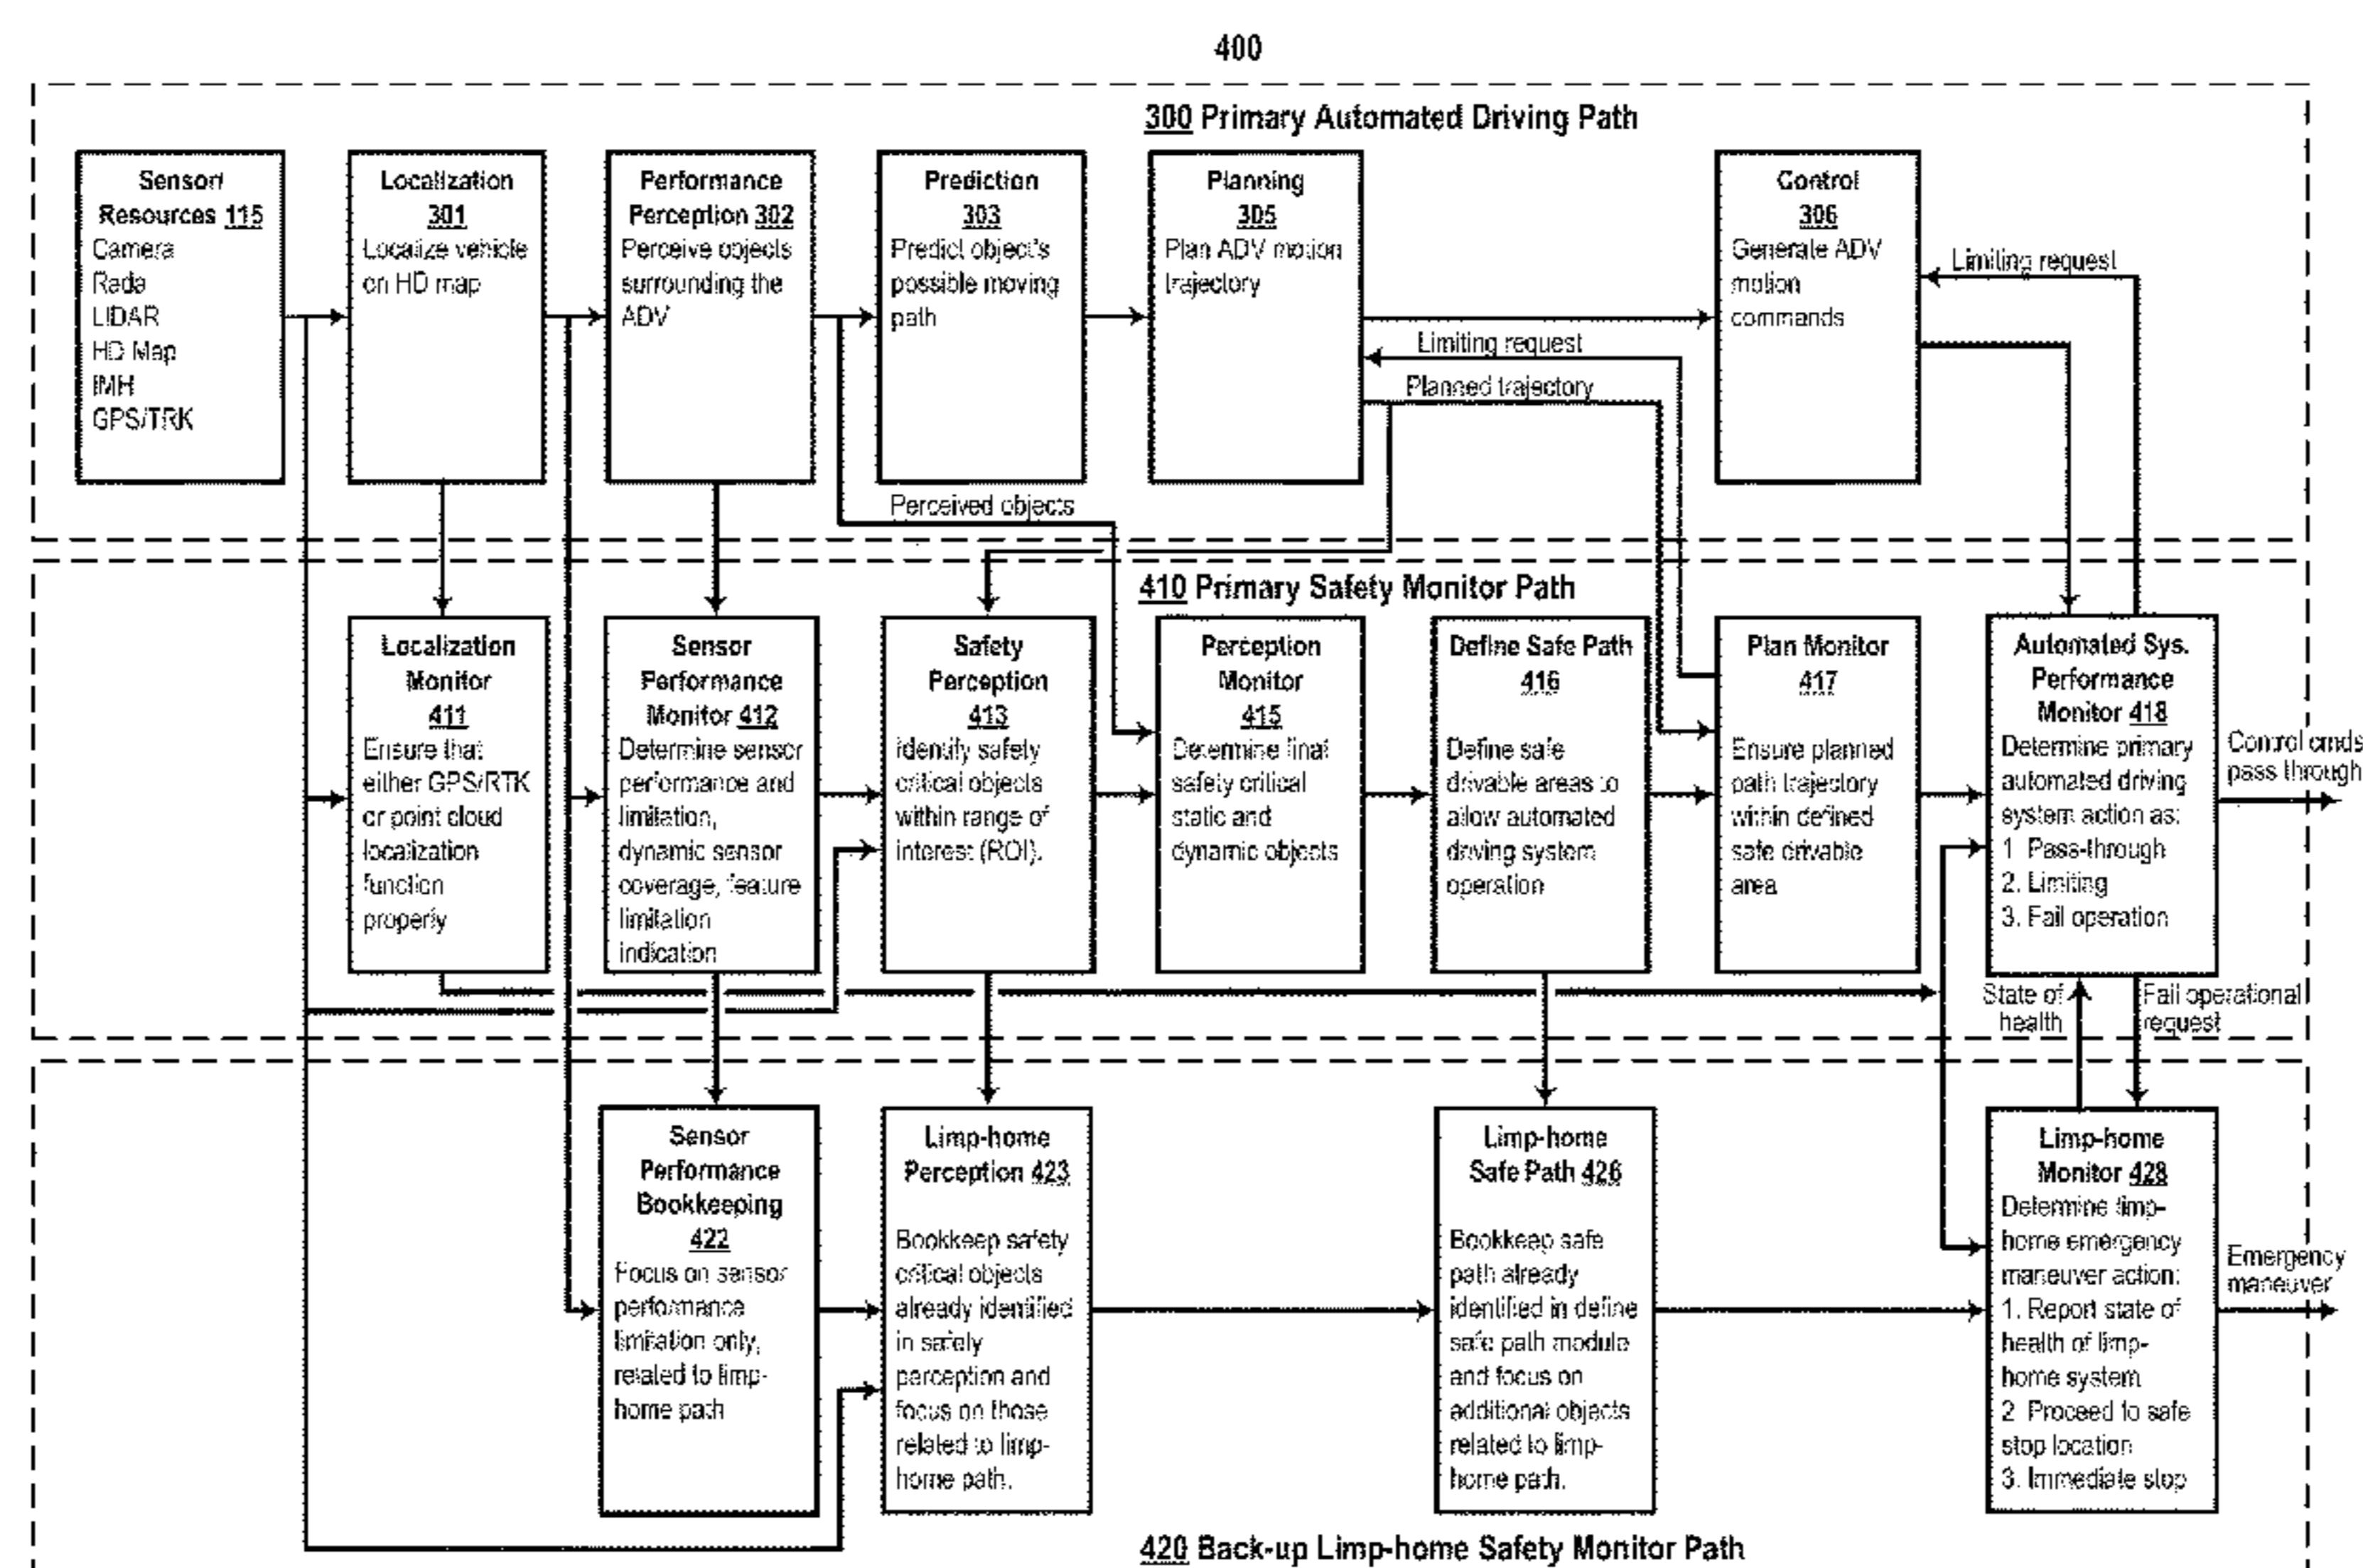 400
300 Primary Automated Driving Path
Sensor/
Resources 115
Camera
Rada
LIDAR
HD Map
IMH
GPS/TRK
Localization
301
Localize vehicle
on HD map
Performance
Perception 302
Perceive objects
surrounding the
ADV
Prediction
303
Predict object's
possible moving
path
Planning
305
Plan ADV motion
trajectory
Control
306
Generate ADV
motion
commands
Limiting request
Limiting request
Planned trajectory
Perceived objects
410 Primary Safety Monitor Path
Localization
Monitor
411
Ensure that
either GPS/RTK
or point cloud
localization
function
properly
Sensor
Performance
Monitor 412
Determine sensor
performance and
limitation,
dynamic sensor
coverage, feature
limitation
indication
Safety
Perception
413
Identify safety
critical objects
within range of
interest (ROI).
Perception
Monitor
415
Determine final
safety critical
static and
dynamic objects
Define Safe Path
416
Define safe
drivable areas to
allow automated
driving system
operation
Plan Monitor
417
Ensure planned
path trajectory
within defined
safe drivable
area
Automated Sys.
Performance
Monitor 418
Determine primary
automated driving
system action as:
1 Pass-through
2. Limiting
3. Fail operation
Control cmds
pass through
State of
health
Fail operational
request
Sensor
Performance
Bookkeeping
422
Focus on sensor
performance
limitation only,
related to limp-
home path
Limp-home
Perception 423
Bookkeep safety
critical objects
already identified
in safely
perception and
focus on those
related to limp-
home path.
Limp-home
Safe Path 426
Bookkeep safe
path already
identified in define
safe path module
and focus on
additional objects
related to limp-
home path.
Limp-home
Monitor 428
Determine limp-
home emergency
maneuver action:
1. Report state of
health of limp-
home system
2 Proceed to safe
stop location
3. Immediate stop
Emergency
maneuver
420 Back-up Limp-home Safety Monitor Path